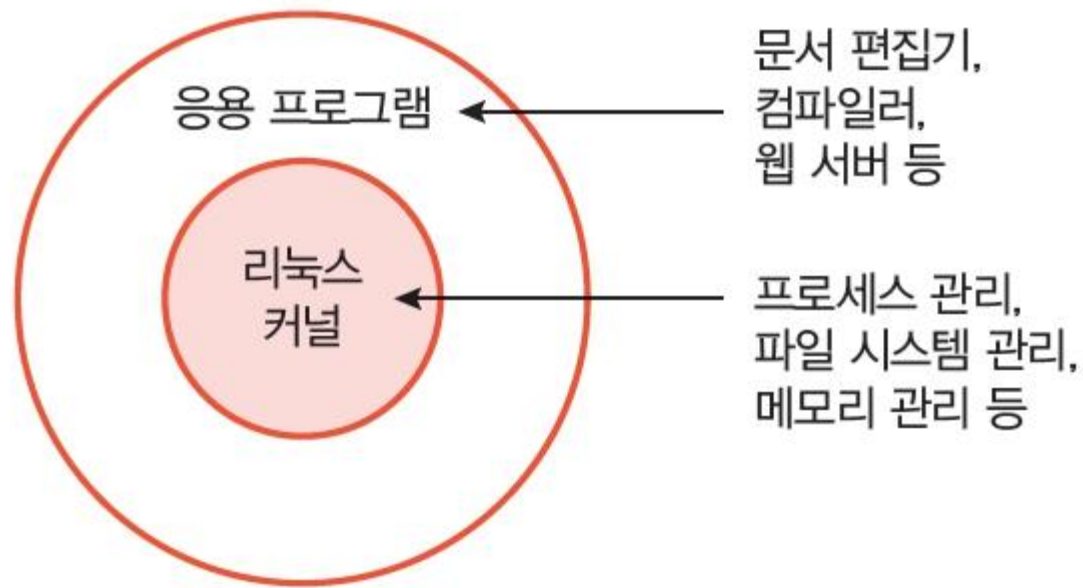 응용 프로그램
문서 편집기,
컴파일러,
웹 서버 등
리눅스
커널
프로세스 관리,
파일 시스템 관리,
메모리 관리 등